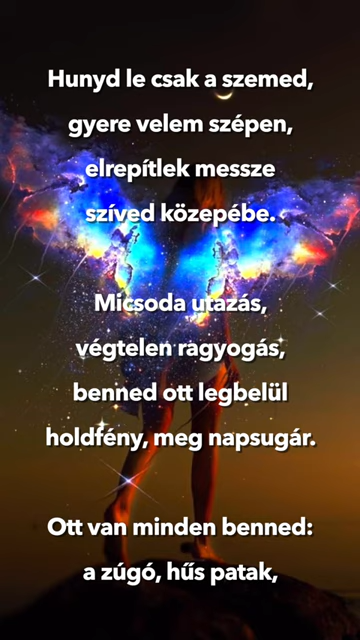 Hunyd le csak a szemed,
gyere velem szépen,
elrepítlek messze
szíved közepébe.
Micsoda utazás,
végtelen ragyogás,
benned ott legbelül
holdfény, meg napsugár.
Ott van minden benned:
a zúgó, hűs patak,